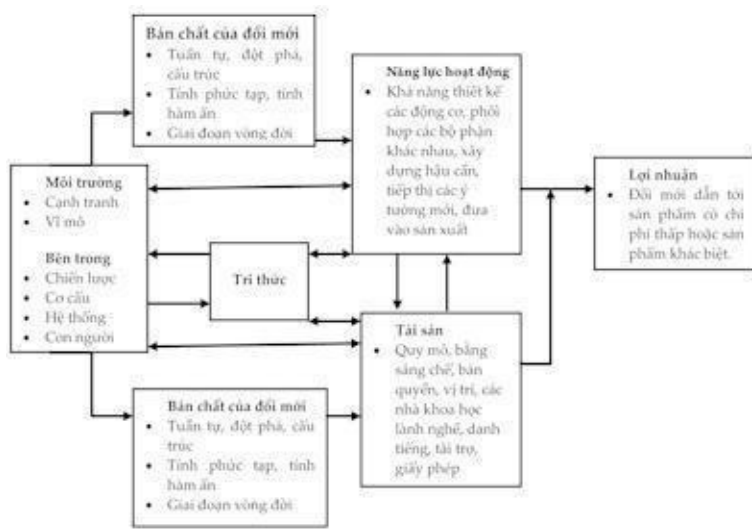 Bản chất của đổi mới
• Tuần tự, đột phá,
cấu trúc
• Tính phức tạp, tính
hàm ẩn
• Giai đoạn vòng đời
Năng lực hoạt động
• Khả năng thiết kế
các động cơ, phối
hợp các bộ phận
khác nhau, xây
dựng hậu cần,
tiếp thị các ý
tưởng mới, đưa
vào sản xuất
Môi trường
• Cạnh tranh
• Vĩ mô
Bên trong
• Chiến lược
• Cơ cấu
• Hệ thống
• Con người
Tri thức
Lợi nhuận
• Đổi mới dẫn tới
sản phẩm có chi
phí thấp hoặc sản
phẩm khác biệt.
Tài sản
• Quy mô, bằng
sáng chế, bản
quyền, vị trí, các
nhà khoa học
lành nghề, danh
tiếng, tài trợ,
giấy phép
Bản chất của đổi mới
• Tuần tự, đột phá, cấu
trúc
• Tính phức tạp, tính
hàm ẩn
• Giai đoạn vòng đời